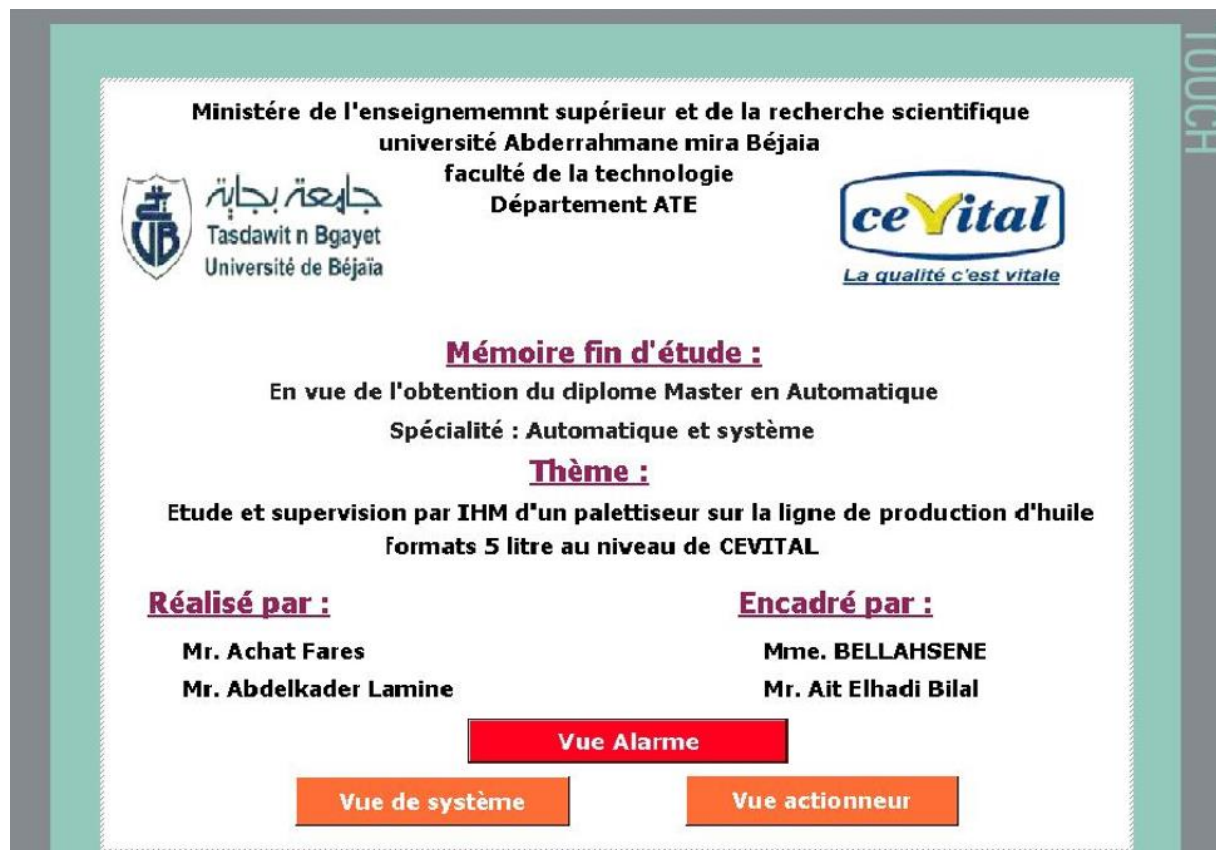 TOUCH
Ministére de l'enseignememnt supérieur et de la recherche scientifique
université Abderrahmane mira Béjaia
faculté de la technologie
Département ATE
جامعة بجاية
Tasdawit n Bgayet
Université de Béjaïa
UB
cevital
La qualité c'est vitale
Mémoire fin d'étude :
En vue de l'obtention du diplome Master en Automatique
Spécialité : Automatique et système
Thème :
Etude et supervision par IHM d'un palettiseur sur la ligne de production d'huile
formats 5 litre au niveau de CEVITAL
Réalisé par :
Mr. Achat Fares
Mr. Abdelkader Lamine
Encadré par :
Mme. BELLAHSENE
Mr. Ait Elhadi Bilal
Vue Alarme
Vue de système
Vue actionneur